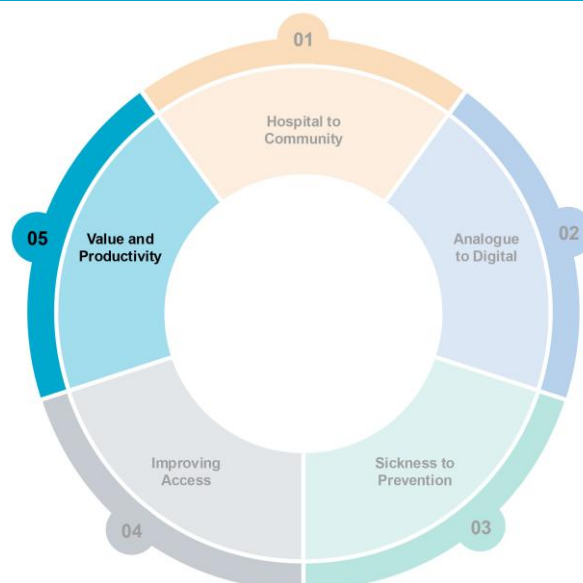 01
Hospital to
Community
02
Analogue
to Digital
03
Sickness to
Prevention
04
Improving
Access
05
Value and
Productivity